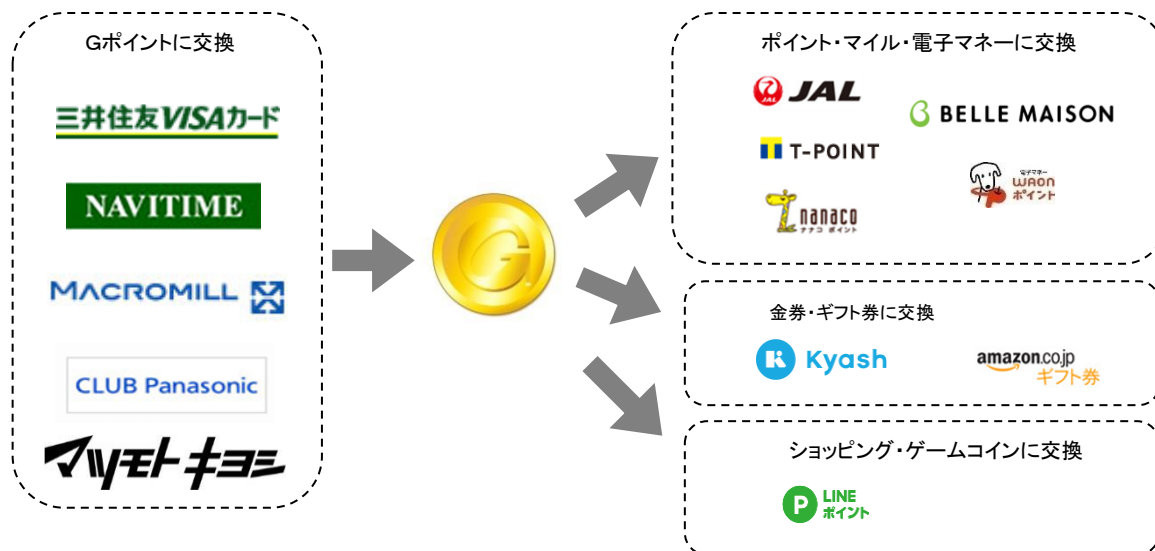 Gポイントに交換
三井住友VISAカード
NAVITIME
MACROMILL
CLUB Panasonic
マツモトキヨシ
G
ポイント・マイル・電子マネーに交換
JAL
JAL
BELLE MAISON
T-POINT
電子マネー
WAON
ポイント
nanaco
ナナコ ポイント
金券・ギフト券に交換
Kyash
amazon.co.jp
ギフト券
ショッピング・ゲームコインに交換
P
LINE
ポイント